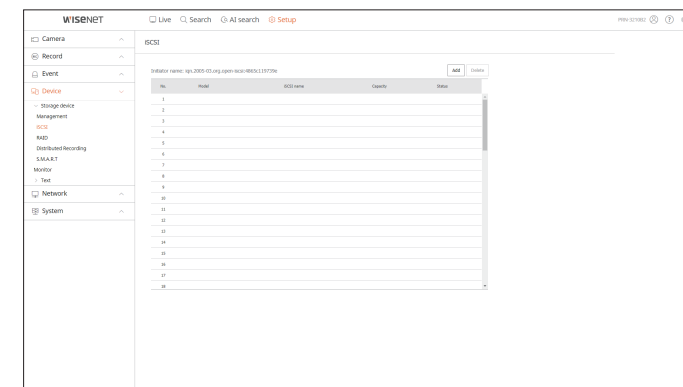 WISENET
Live Search AI search Setup
Camera
Record
Event
Device
Storage device
Management
iSCSI
RAID
Distributed Recording
S.M.A.R.T
Monitor
Text
Network
System
iSCSI
Add Delete
No. Model iSCSI name Capacity Status
1
2
3
4
5
6
7
8
9
10
11
12
13
14
15
16
17
18